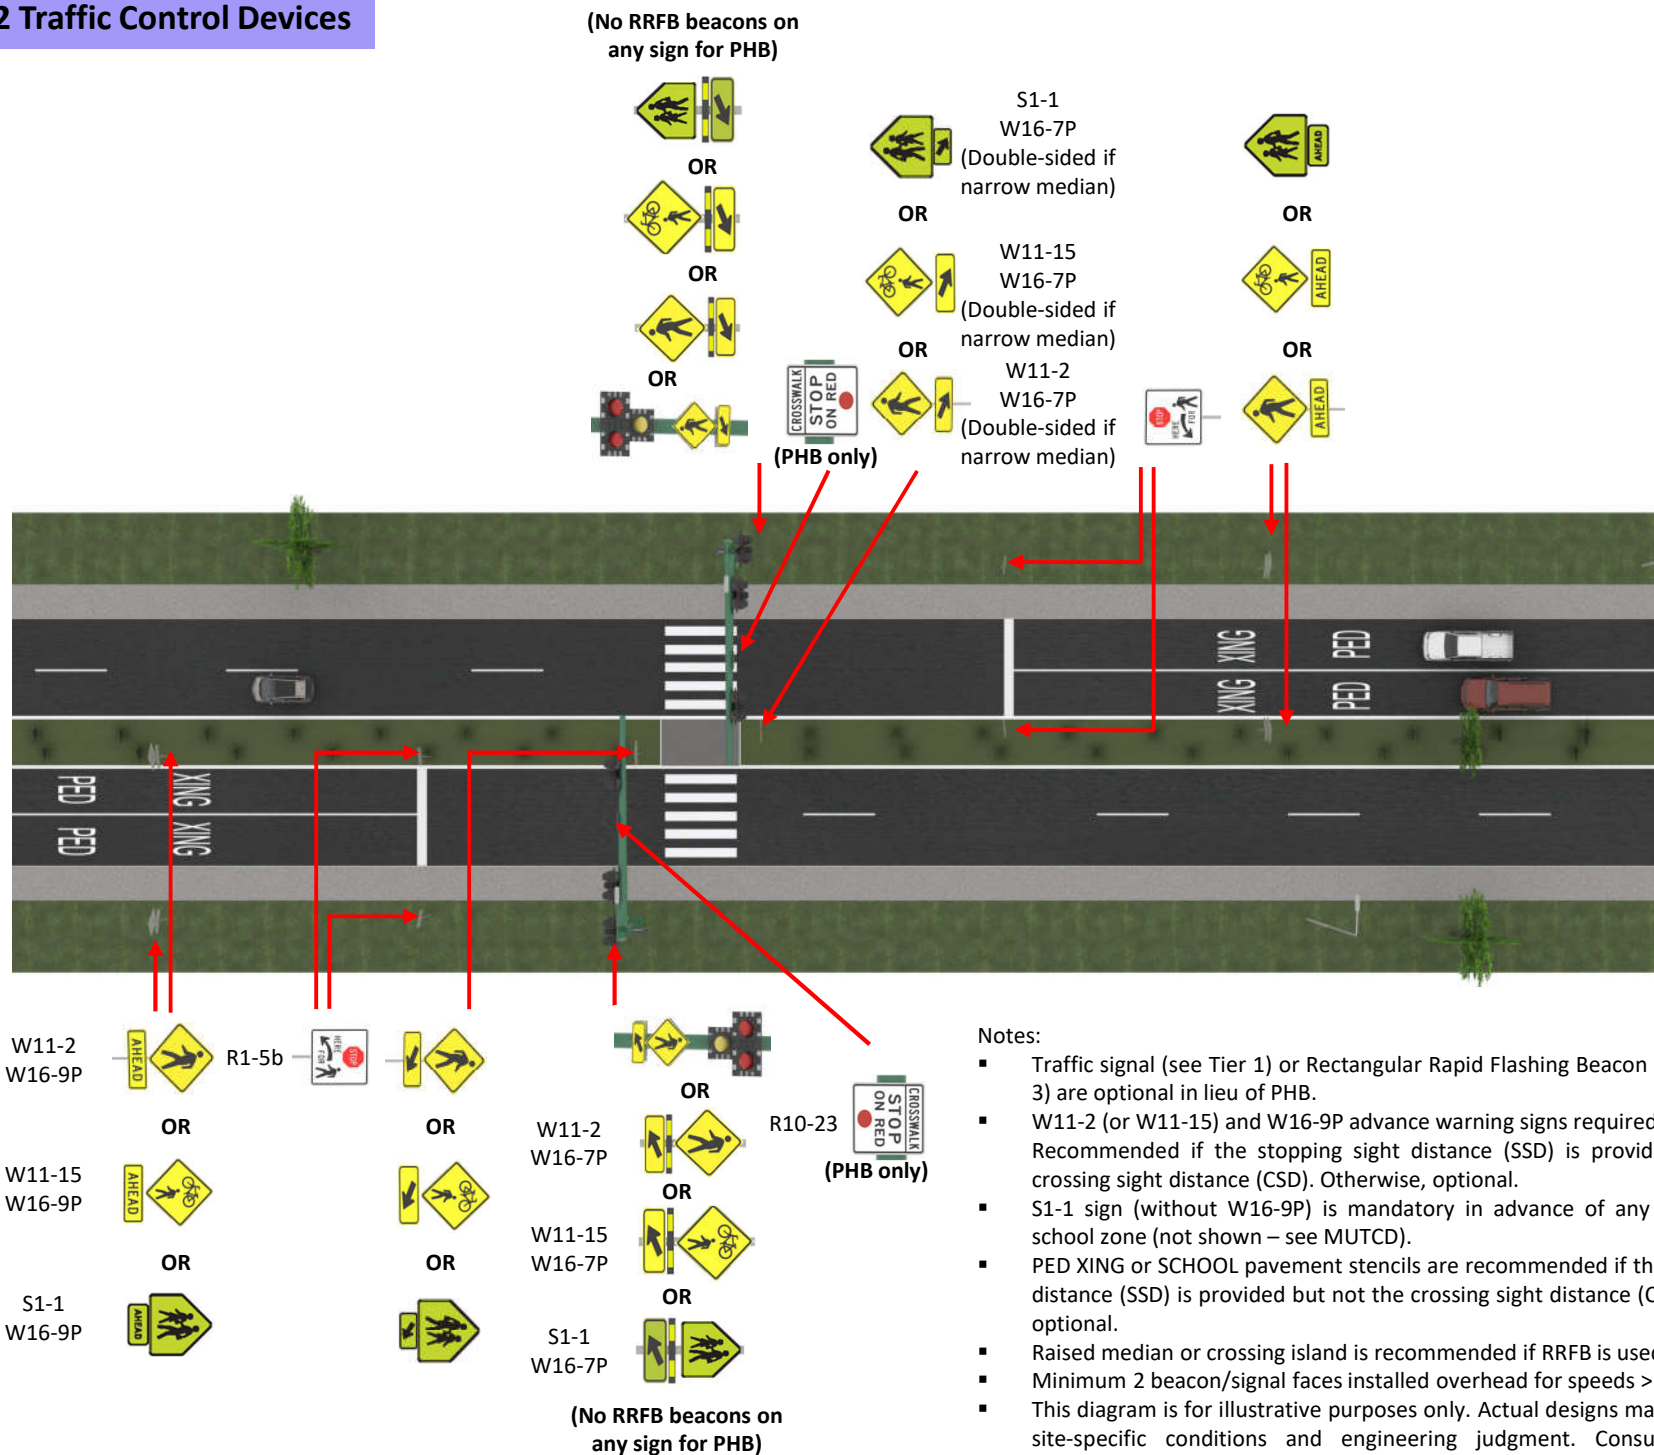 2 Traffic Control Devices
(No RRFB beacons on
any sign for PHB)
OR
OR
OR
CROSSWALK
STOP
ON RED
(PHB only)
S1-1
W16-7P
(Double-sided if
narrow median)
OR
W11-15
W16-7P
(Double-sided if
narrow median)
OR
W11-2
W16-7P
(Double-sided if
narrow median)
STOP
HERE
FOR
AHEAD
OR
AHEAD
OR
AHEAD
XING PED
XING PED
PED XING
PED XING
W11-2
W16-9P
AHEAD
OR
W11-15
W16-9P
AHEAD
OR
S1-1
W16-9P
AHEAD
R1-5b
HERE
FOR
STOP
OR
OR
OR
W11-2
W16-7P
OR
W11-15
W16-7P
OR
S1-1
W16-7P
(No RRFB beacons on
any sign for PHB)
R10-23
CROSSWALK
STOP
ON RED
(PHB only)
Notes:
▪ Traffic signal (see Tier 1) or Rectangular Rapid Flashing Beacon
3) are optional in lieu of PHB.
▪ W11-2 (or W11-15) and W16-9P advance warning signs required
Recommended if the stopping sight distance (SSD) is provid
crossing sight distance (CSD). Otherwise, optional.
▪ S1-1 sign (without W16-9P) is mandatory in advance of any
school zone (not shown – see MUTCD).
▪ PED XING or SCHOOL pavement stencils are recommended if th
distance (SSD) is provided but not the crossing sight distance (C
optional.
▪ Raised median or crossing island is recommended if RRFB is used
▪ Minimum 2 beacon/signal faces installed overhead for speeds >
▪ This diagram is for illustrative purposes only. Actual designs ma
site-specific conditions and engineering judgment. Consu